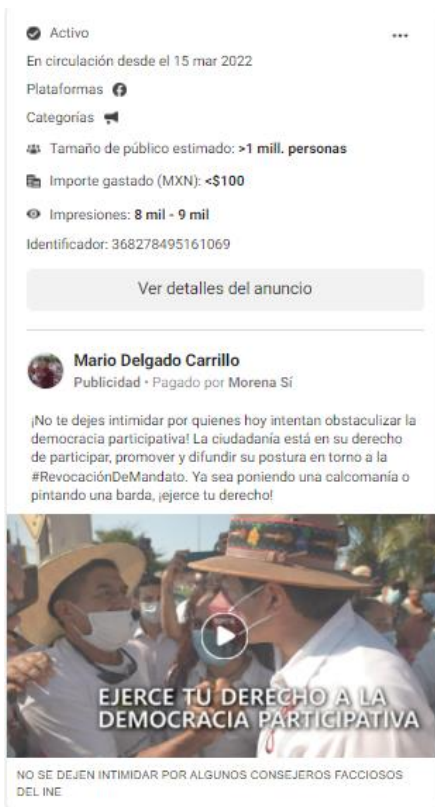 Activo
En circulación desde el 15 mar 2022
Plataformas
Categorías
Tamaño de público estimado: >1 mill. personas
Importe gastado (MXN): <$100
Impresiones: 8 mil - 9 mil
Identificador: 368278495161069
Ver detalles del anuncio
Mario Delgado Carrillo
Publicidad • Pagado por Morena Sí
¡No te dejes intimidar por quienes hoy intentan obstaculizar la
democracia participativa! La ciudadanía está en su derecho
de participar, promover y difundir su postura en torno a la
#RevocaciónDeMandato. Ya sea poniendo una calcomanía o
pintando una barda, ¡ejerce tu derecho!
EJERCE TU DERECHO A LA
DEMOCRACIA PARTICIPATIVA
NO SE DEJEN INTIMIDAR POR ALGUNOS CONSEJEROS FACCIOSOS
DEL INE